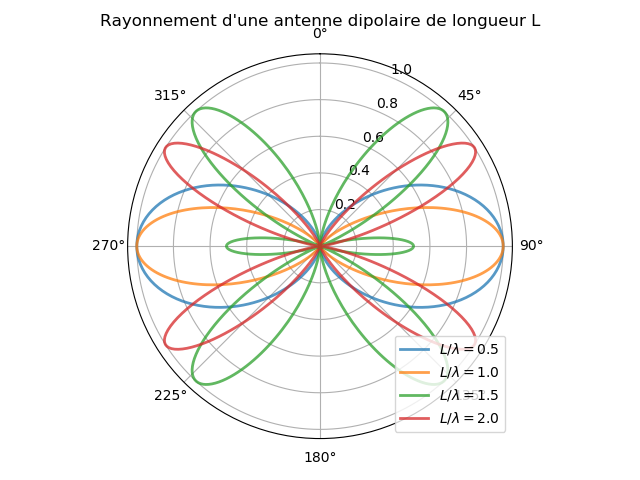 Rayonnement d'une antenne dipolaire de longueur L
0°
315°
45°
1.0
0.8
0.6
0.4
0.2
270°
90°
225°
135°
180°
L/λ = 0.5
L/λ = 1.0
L/λ = 1.5
L/λ = 2.0